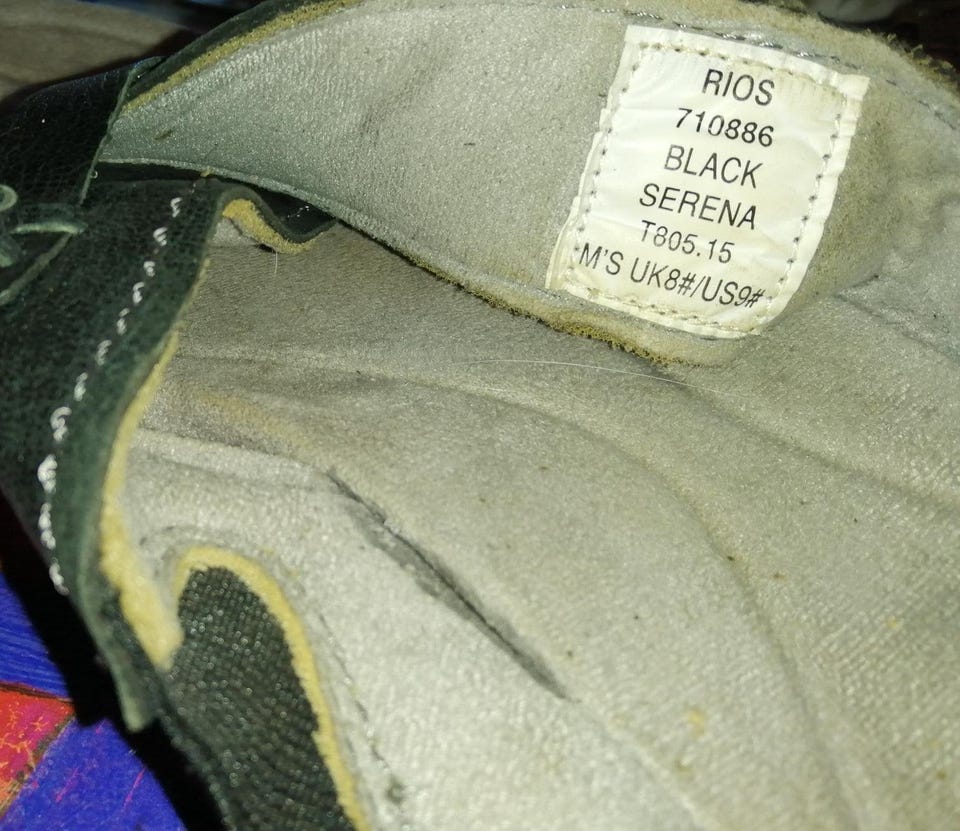 RIOS
710886
BLACK
SERENA
T805.15
M'S UK8#/US9#